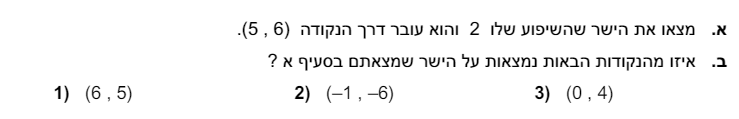 א. מצאו את הישר שהשיפוע שלו 2 והוא עובר דרך הנקודה (5 , 6).
ב. איזו מהנקודות הבאות נמצאות על הישר שמצאתם בסעיף א ?
1) (6 , 5) 2) (–1 , –6) 3) (0 , 4)